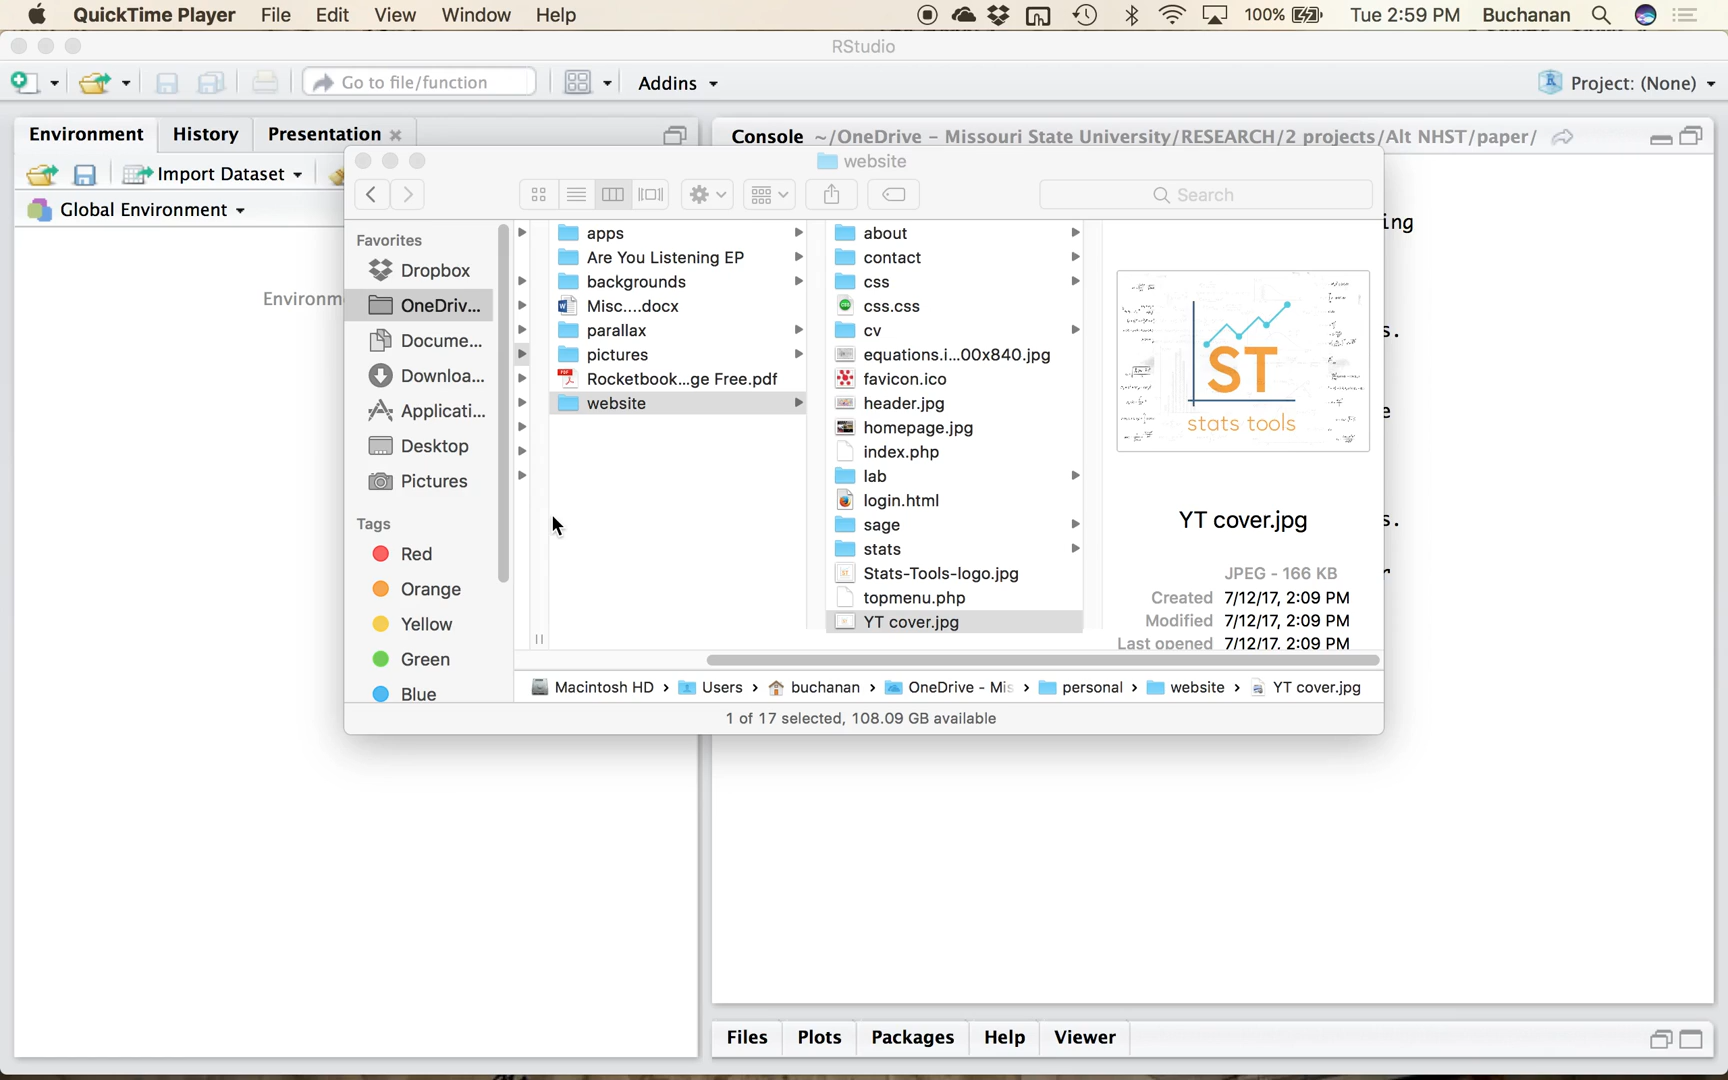 QuickTime Player File Edit View Window Help 100% Tue 2:59 PM Buchanan
RStudio
Go to file/function Addins Project: (None)
Environment History Presentation
Console ~/OneDrive – Missouri State University/RESEARCH/2 projects/Alt NHST/paper/
Import Dataset
Global Environment
Environm
website
Search
Favorites
Dropbox
OneDriv...
Docume...
Downloa...
Applicati...
Desktop
Pictures
Tags
Red
Orange
Yellow
Green
Blue
apps
Are You Listening EP
backgrounds
Misc....docx
parallax
pictures
Rocketbook...ge Free.pdf
website
about
contact
css
css.css
cv
equations.i...00x840.jpg
favicon.ico
header.jpg
homepage.jpg
index.php
lab
login.html
sage
stats
Stats-Tools-logo.jpg
topmenu.php
YT cover.jpg
ST
stats tools
YT cover.jpg
JPEG - 166 KB
Created 7/12/17, 2:09 PM
Modified 7/12/17, 2:09 PM
Last opened 7/12/17, 2:09 PM
Macintosh HD › Users › buchanan › OneDrive - Mis › personal › website › YT cover.jpg
1 of 17 selected, 108.09 GB available
ing
s.
e
s.
r
Files Plots Packages Help Viewer